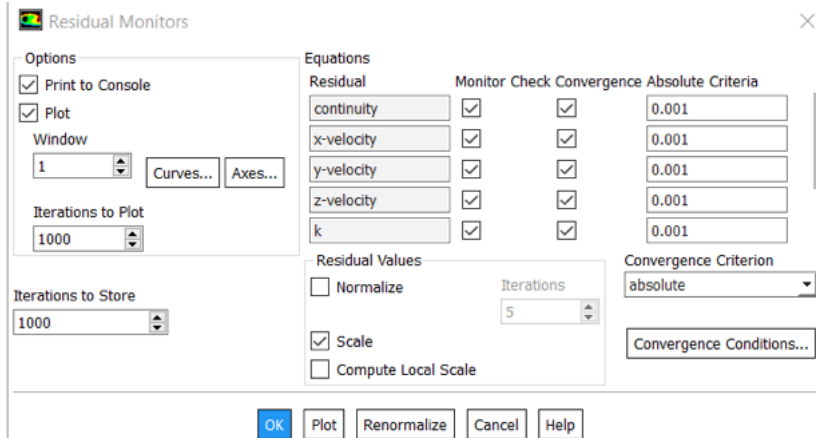 Residual Monitors
Options
Print to Console
Plot
Window
1
Curves...
Axes...
Iterations to Plot
1000
Iterations to Store
1000
Equations
Residual Monitor Check Convergence Absolute Criteria
continuity 0.001
x-velocity 0.001
y-velocity 0.001
z-velocity 0.001
k 0.001
Residual Values
Normalize
Iterations
5
Scale
Compute Local Scale
Convergence Criterion
absolute
Convergence Conditions...
OK Plot Renormalize Cancel Help